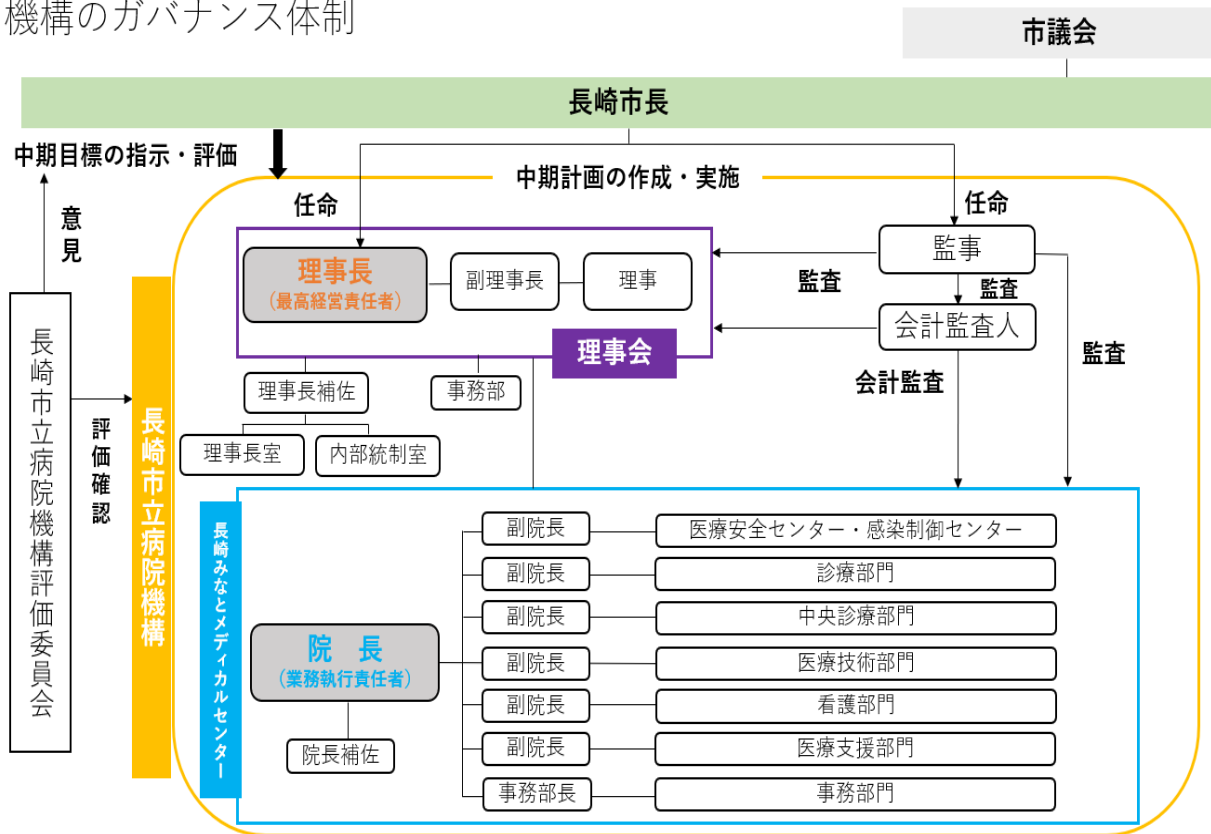 機構のガバナンス体制
市議会
長崎市長
中期目標の指示・評価
中期計画の作成・実施
任命
任命
意見
理事長
（最高経営責任者）
副理事長
理事
理事会
監事
監査
監査
会計監査人
監査
会計監査
理事長補佐
事務部
理事長室
内部統制室
長崎市立病院機構評価委員会
評価確認
長崎市立病院機構
長崎みなとメディカルセンター
院　長
（業務執行責任者）
院長補佐
副院長
医療安全センター・感染制御センター
副院長
診療部門
副院長
中央診療部門
副院長
医療技術部門
副院長
看護部門
副院長
医療支援部門
事務部長
事務部門